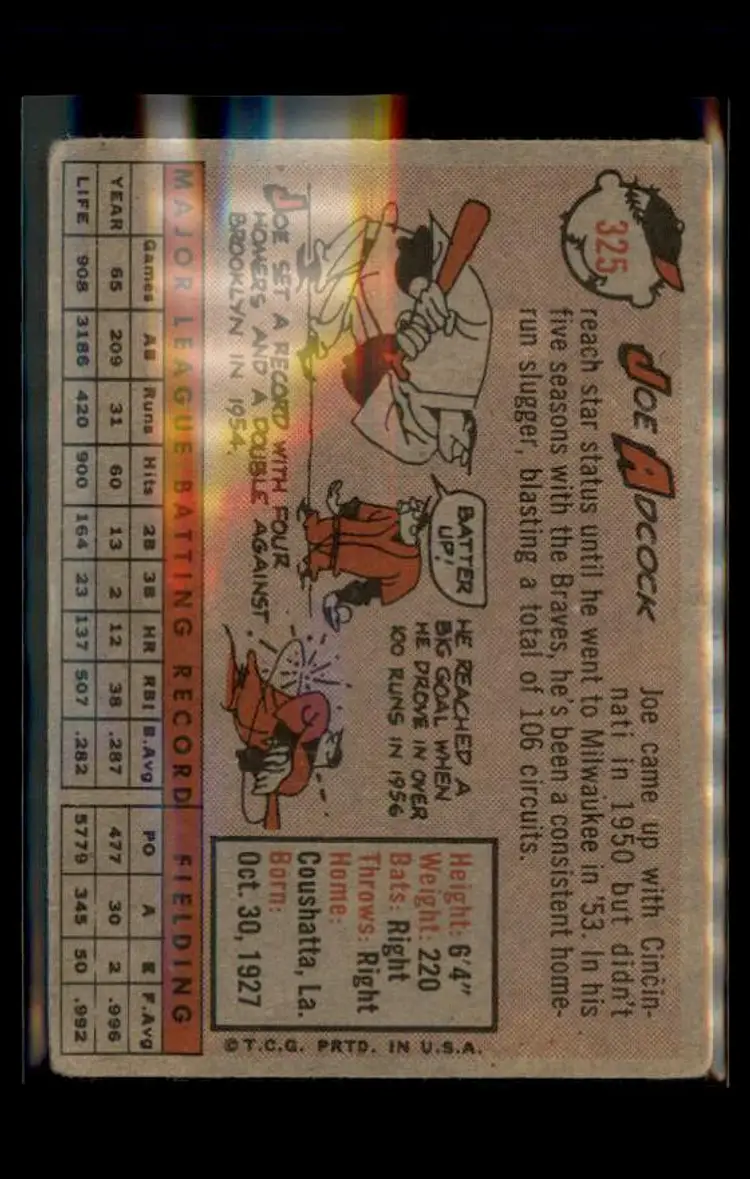 325
JOE ADCOCK
Joe came up with Cincin-
nati in 1950 but didn't
reach star status until he went to Milwaukee in '53. In his
five seasons with the Braves, he's been a consistent home-
run slugger, blasting a total of 106 circuits.
BATTER
UP!
HE REACHED A
BIG GOAL WHEN
HE DROVE IN OVER
100 RUNS IN 1956
JOE SET A RECORD WITH FOUR
HOMERS AND A DOUBLE AGAINST
BROOKLYN IN 1954.
Height: 6'4"
Weight: 220
Bats: Right
Throws: Right
Home:
Coushatta, La.
Born:
Oct. 30, 1927
©T.C.G. PRTD. IN U.S.A.
MAJOR LEAGUE BATTING RECORD FIELDING
Games AB Runs Hits 2B 3B HR RBI B.Avg PO A E F.Avg
YEAR 65 209 31 60 13 2 12 38 .287 477 30 2 .996
LIFE 908 3186 420 900 164 23 137 507 .282 5779 345 50 .992